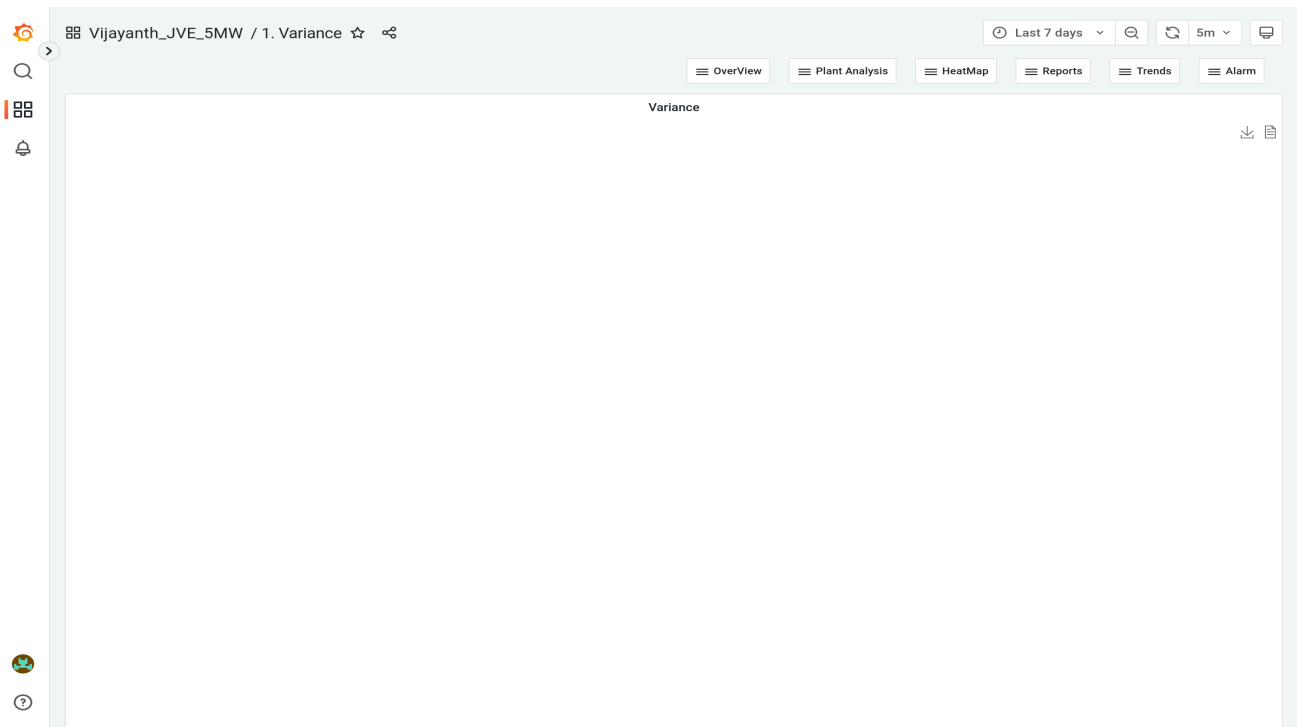 Vijayanth_JVE_5MW / 1. Variance
Last 7 days
5m
OverView
Plant Analysis
HeatMap
Reports
Trends
Alarm
Variance